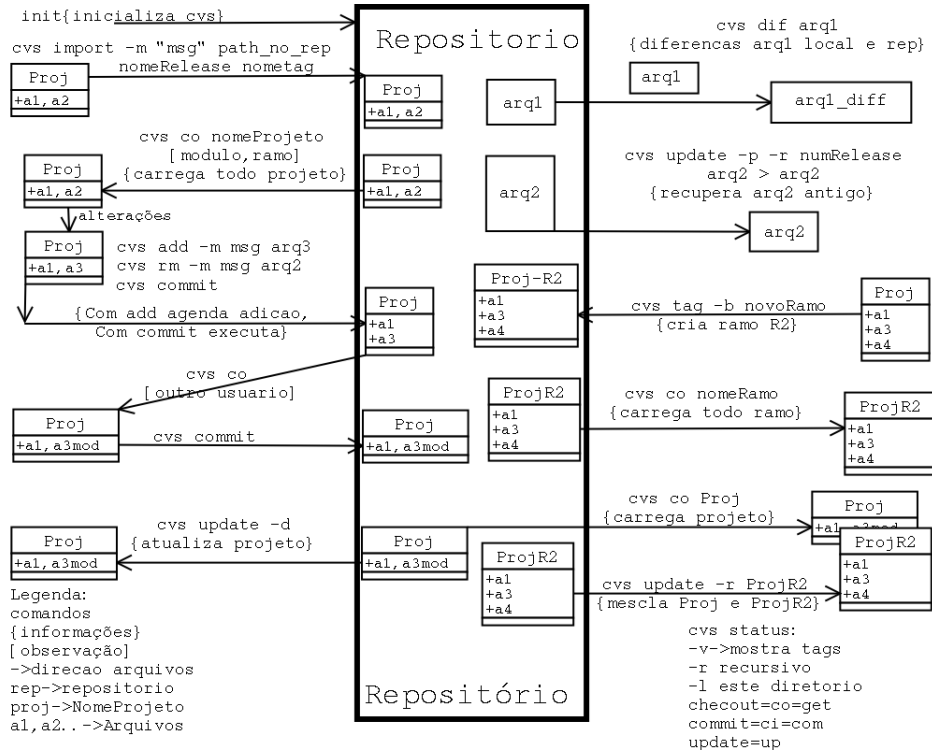 init{inicializa cvs}
Repositorio
cvs import -m "msg" path_no_rep
nomeRelease nometag
Proj
+a1,a2
Proj
+a1,a2
cvs co nomeProjeto
[modulo,ramo]
{carrega todo projeto}
Proj
+a1,a2
Proj
+a1,a2
alterações
Proj
+a1,a3
cvs add -m msg arq3
cvs rm -m msg arq2
cvs commit
{Com add agenda adicao,
Com commit executa}
Proj
+a1
+a3
cvs co
[outro usuario]
Proj
+a1,a3mod
cvs commit
Proj
+a1,a3mod
cvs update -d
{atualiza projeto}
Proj
+a1,a3mod
Proj
+a1,a3mod
Legenda:
comandos
{informações}
[observação]
->direcao arquivos
rep->repositorio
proj->NomeProjeto
a1,a2..->Arquivos
cvs dif arq1
{diferencas arq1 local e rep}
arq1
arq1
arq1_diff
cvs update -p -r numRelease
arq2 > arq2
{recupera arq2 antigo}
arq2
arq2
Proj-R2
+a1
+a3
+a4
cvs tag -b novoRamo
{cria ramo R2}
Proj
+a1
+a3
+a4
ProjR2
+a1
+a3
+a4
cvs co nomeRamo
{carrega todo ramo}
ProjR2
+a1
+a3
+a4
cvs co Proj
{carrega projeto}
Proj
+a1,a3mod
ProjR2
+a1
+a3
+a4
cvs update -r ProjR2
{mescla Proj e ProjR2}
ProjR2
+a1
+a3
+a4
Repositório
cvs status:
-v->mostra tags
-r recursivo
-l este diretorio
checout=co=get
commit=ci=com
update=up